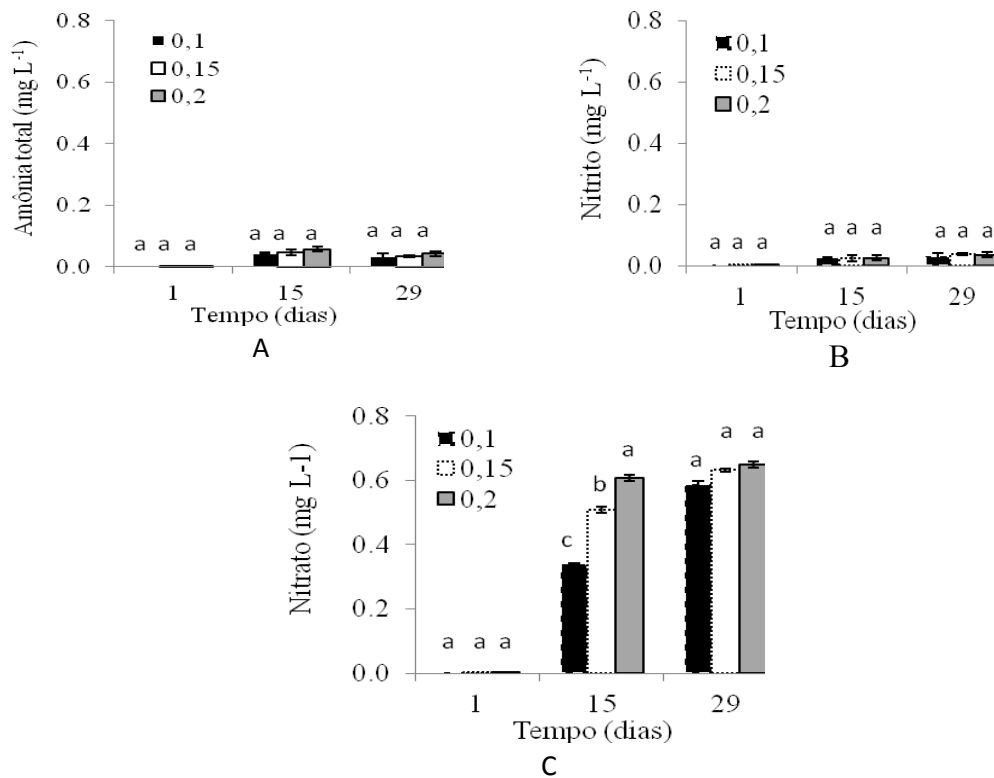 Amônia total (mg L-1)
0.8
0.6
0.4
0.2
0.0
0,1
0,15
0,2
a a a
a a a
a a a
1 15 29
Tempo (dias)
A
Nitrito (mg L-1)
0.8
0.6
0.4
0.2
0.0
0,1
0,15
0,2
a a a
a a a
a a a
1 15 29
Tempo (dias)
B
Nitrato (mg L-1)
0.8
0.6
0.4
0.2
0.0
0,1
0,15
0,2
a a a
c b a
a a a
1 15 29
Tempo (dias)
C